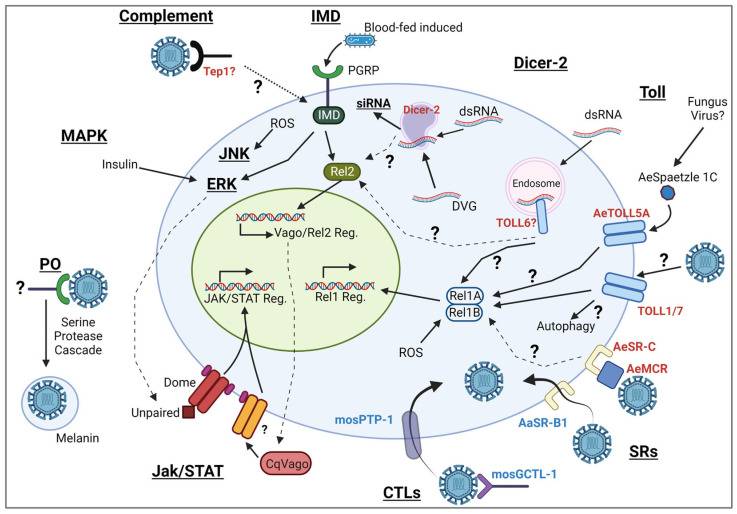 Complement
IMD
Blood-fed induced
Tep1?
?
PGRP
Dicer-2
Toll
siRNA
Dicer-2
dsRNA
dsRNA
Fungus
Virus?
IMD
ROS
MAPK
JNK
?
Insulin
ERK
Rel2
Endosome
AeSpaetzle 1C
DVG
TOLL6?
AeTOLL5A
Vago/Rel2 Reg.
?
?
?
?
PO
?
JAK/STAT Reg.
Rel1 Reg.
Rel1A
Rel1B
TOLL1/7
Serine
Protease
Cascade
Autophagy
?
ROS
?
AeSR-C
Dome
AeMCR
Unpaired
mosPTP-1
AaSR-B1
Melanin
?
SRs
CqVago
Jak/STAT
mosGCTL-1
CTLs